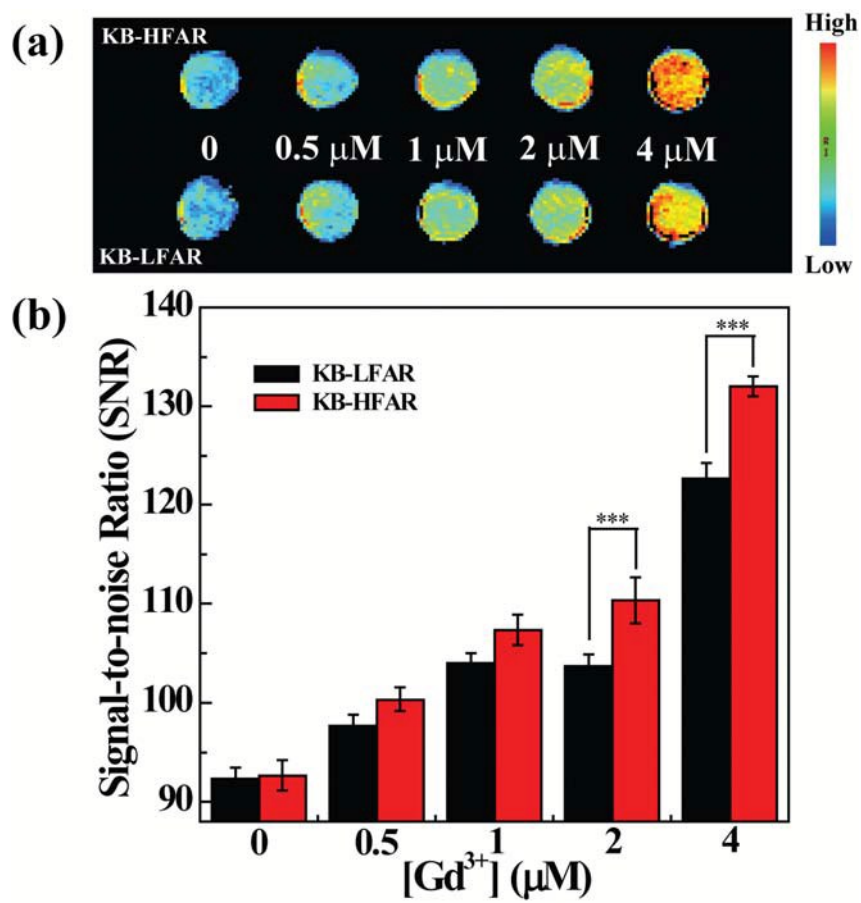 (a)
KB-HFAR
High
0 0.5 μM 1 μM 2 μM 4 μM
KB-LFAR
Low
(b)
140
130
120
110
100
90
Signal-to-noise Ratio (SNR)
KB-LFAR
KB-HFAR
***
***
0 0.5 1 2 4
[Gd³⁺] (μM)